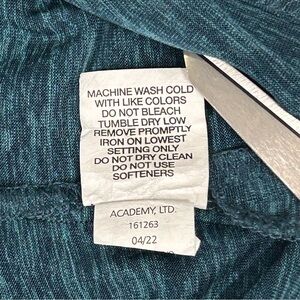 MACHINE WASH COLD
WITH LIKE COLORS
DO NOT BLEACH
TUMBLE DRY LOW
REMOVE PROMPTLY
IRON ON LOWEST
SETTING ONLY
DO NOT DRY CLEAN
DO NOT USE
SOFTENERS
ACADEMY, LTD.
161263
04/22